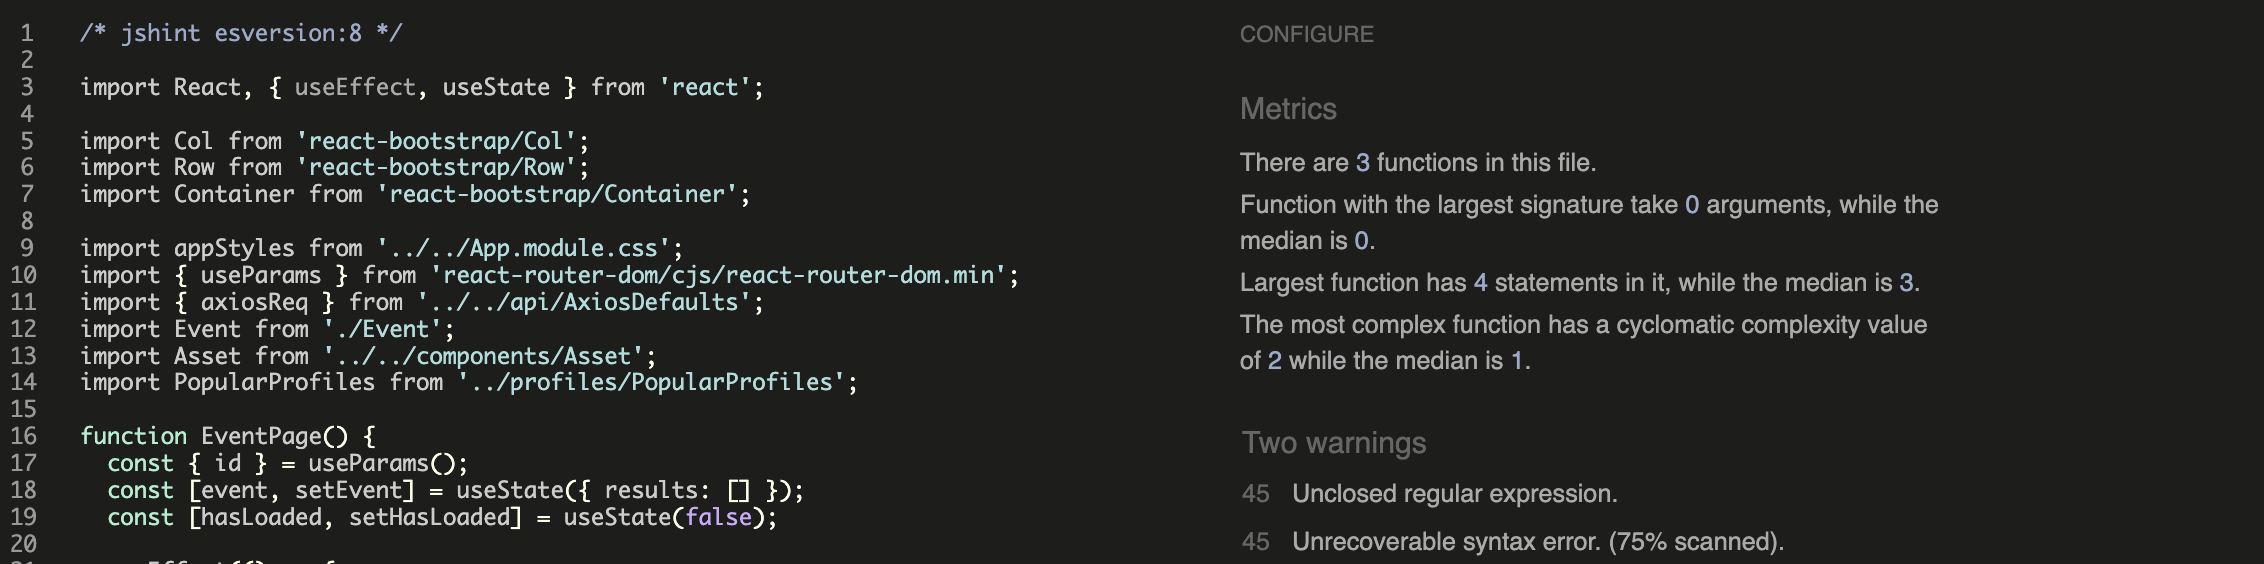 1 /* jshint esversion:8 */
2
3 import React, { useEffect, useState } from 'react';
4
5 import Col from 'react-bootstrap/Col';
6 import Row from 'react-bootstrap/Row';
7 import Container from 'react-bootstrap/Container';
8
9 import appStyles from '../../App.module.css';
10 import { useParams } from 'react-router-dom/cjs/react-router-dom.min';
11 import { axiosReq } from '../../api/AxiosDefaults';
12 import Event from './Event';
13 import Asset from '../../components/Asset';
14 import PopularProfiles from '../profiles/PopularProfiles';
15
16 function EventPage() {
17 const { id } = useParams();
18 const [event, setEvent] = useState({ results: [] });
19 const [hasLoaded, setHasLoaded] = useState(false);
20
CONFIGURE
Metrics
There are 3 functions in this file.
Function with the largest signature take 0 arguments, while the
median is 0.
Largest function has 4 statements in it, while the median is 3.
The most complex function has a cyclomatic complexity value
of 2 while the median is 1.
Two warnings
45 Unclosed regular expression.
45 Unrecoverable syntax error. (75% scanned).